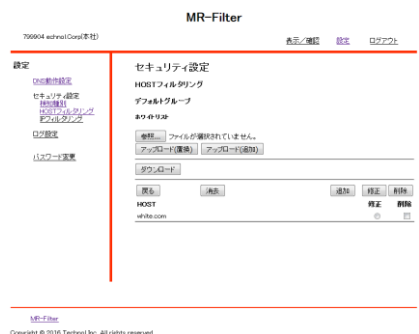 MR-Filter
799904 echnol.Corp(本社)
表示/確認 設定 ログアウト
設定
DNS動作設定
セキュリティ設定
HOSTフィルタリング
IPフィルタリング
ログ設定
パスワード変更
セキュリティ設定
HOSTフィルタリング
デフォルトグループ
ホワイトリスト
参照... ファイルが選択されていません。
アップロード(置換) アップロード(追加)
ダウンロード
戻る 消去 追加 修正 削除
HOST 修正 削除
white.com
MR-Filter
Copyright © 2016 Technol Inc. All rights reserved.